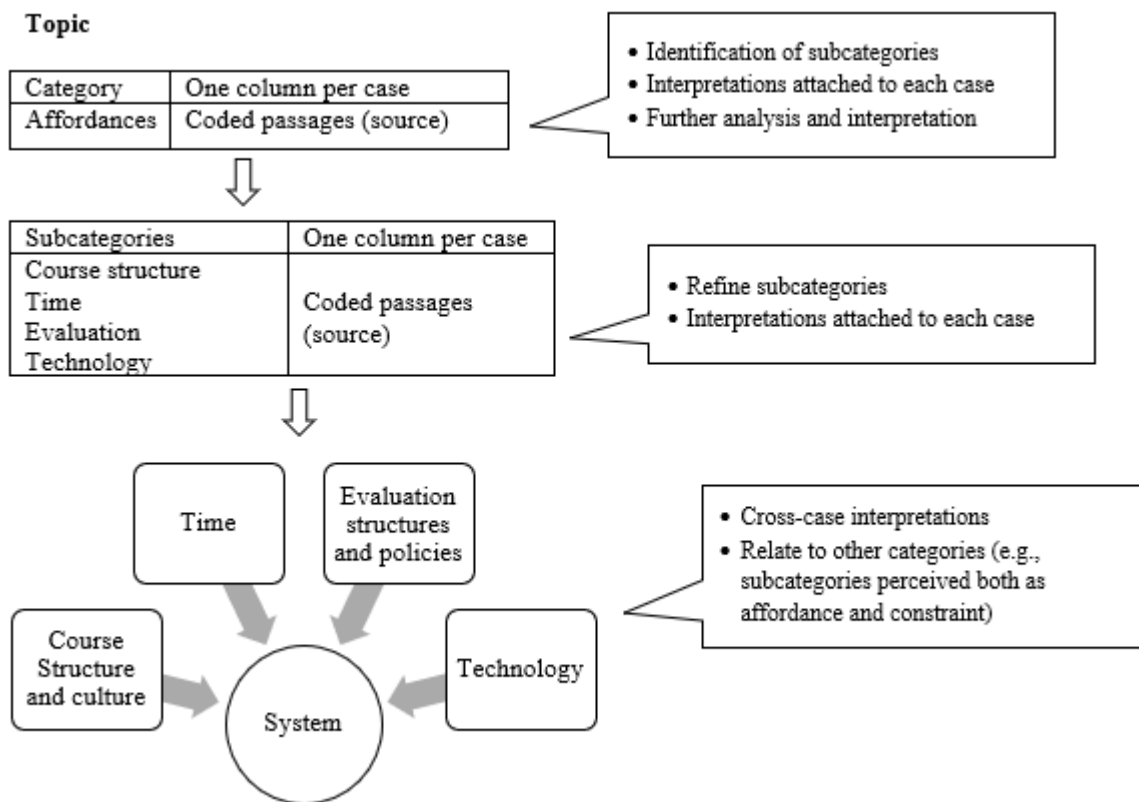 Topic
• Identification of subcategories
• Interpretations attached to each case
• Further analysis and interpretation
Category One column per case
Affordances Coded passages (source)
Subcategories One column per case
Course structure
Time
Evaluation
Technology
Coded passages
(source)
• Refine subcategories
• Interpretations attached to each case
Time
Evaluation
structures
and policies
• Cross-case interpretations
• Relate to other categories (e.g.,
subcategories perceived both as
affordance and constraint)
Course
Structure
and culture
Technology
System